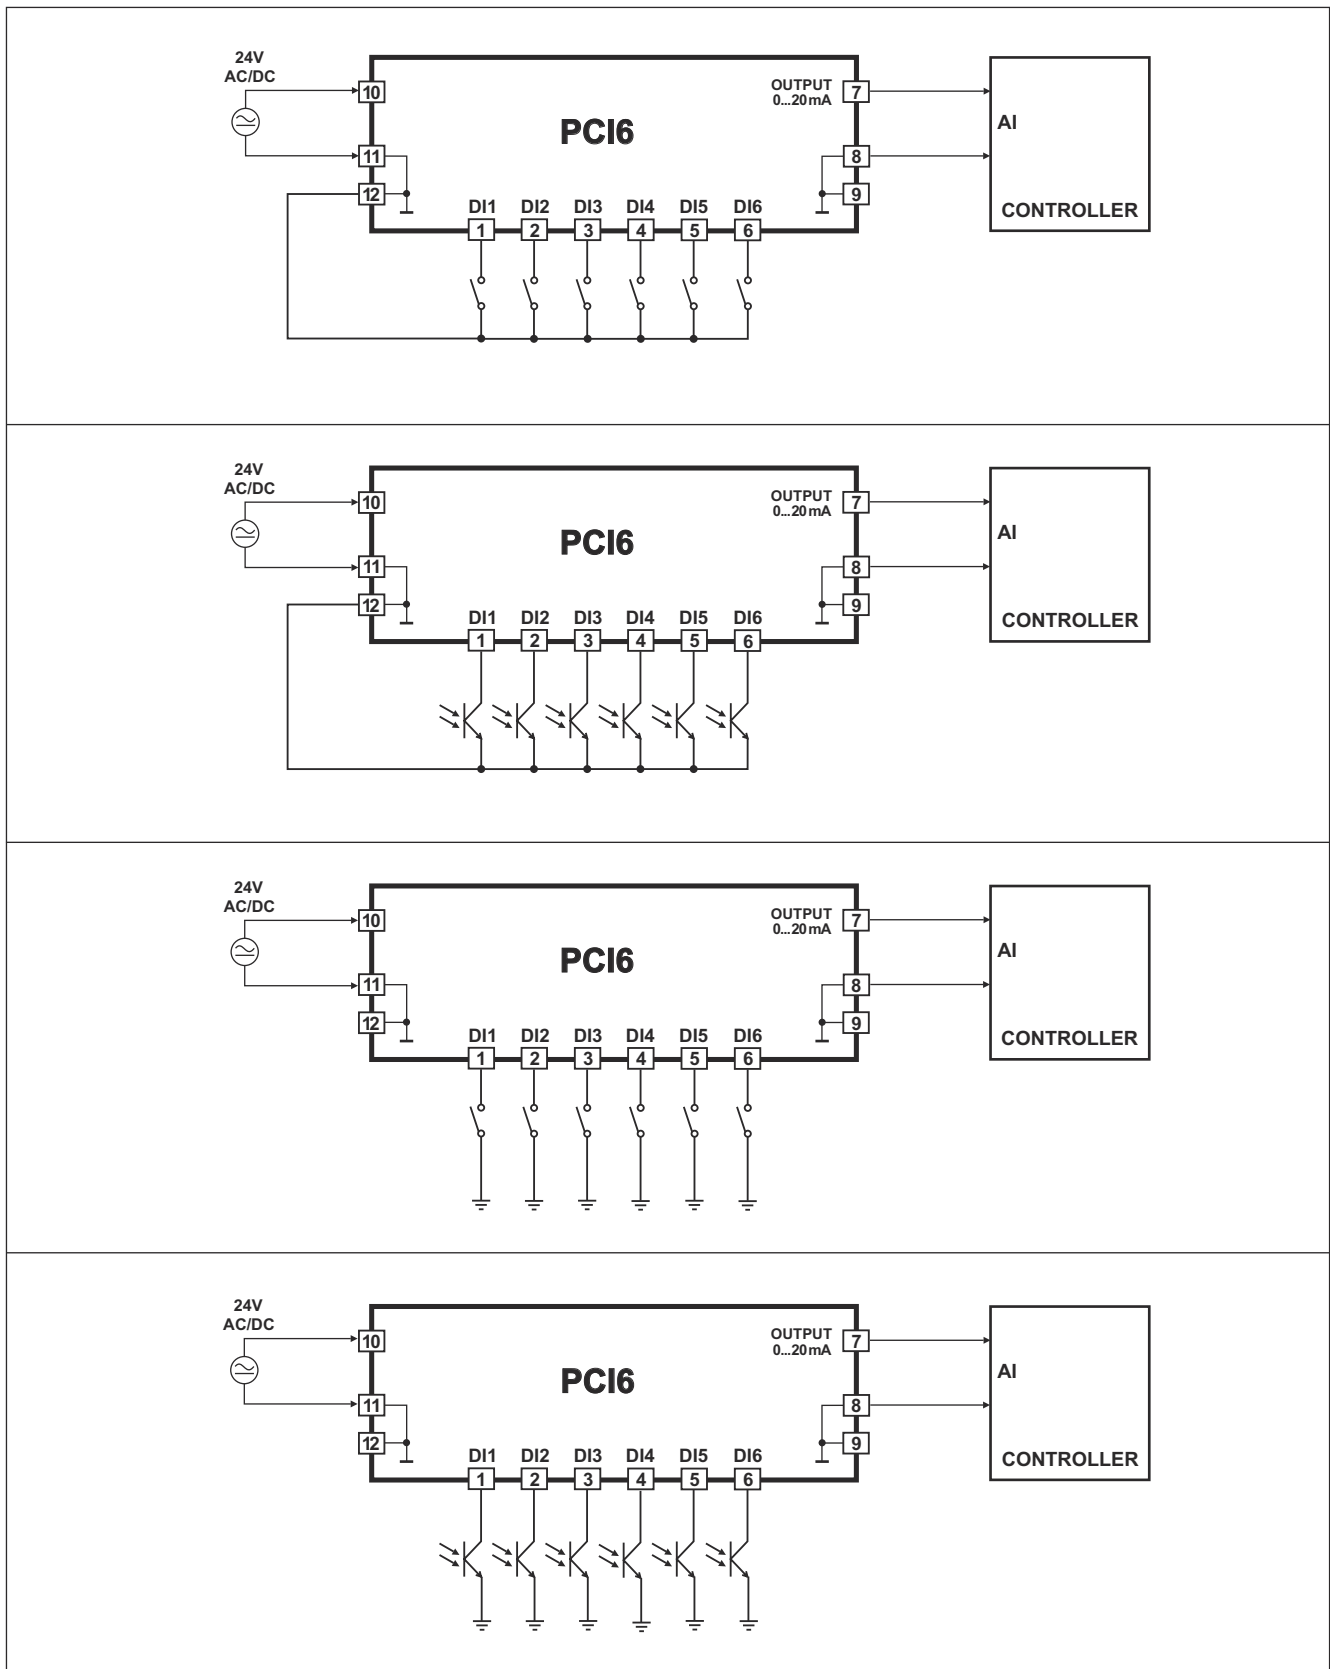 24V
AC/DC
10
OUTPUT
0...20mA
7
AI
PCI6
11
8
12
9
CONTROLLER
DI1 DI2 DI3 DI4 DI5 DI6
1 2 3 4 5 6
24V
AC/DC
10
OUTPUT
0...20mA
7
AI
PCI6
11
8
12
9
CONTROLLER
DI1 DI2 DI3 DI4 DI5 DI6
1 2 3 4 5 6
24V
AC/DC
10
OUTPUT
0...20mA
7
AI
PCI6
11
8
12
9
CONTROLLER
DI1 DI2 DI3 DI4 DI5 DI6
1 2 3 4 5 6
24V
AC/DC
10
OUTPUT
0...20mA
7
AI
PCI6
11
8
12
9
CONTROLLER
DI1 DI2 DI3 DI4 DI5 DI6
1 2 3 4 5 6